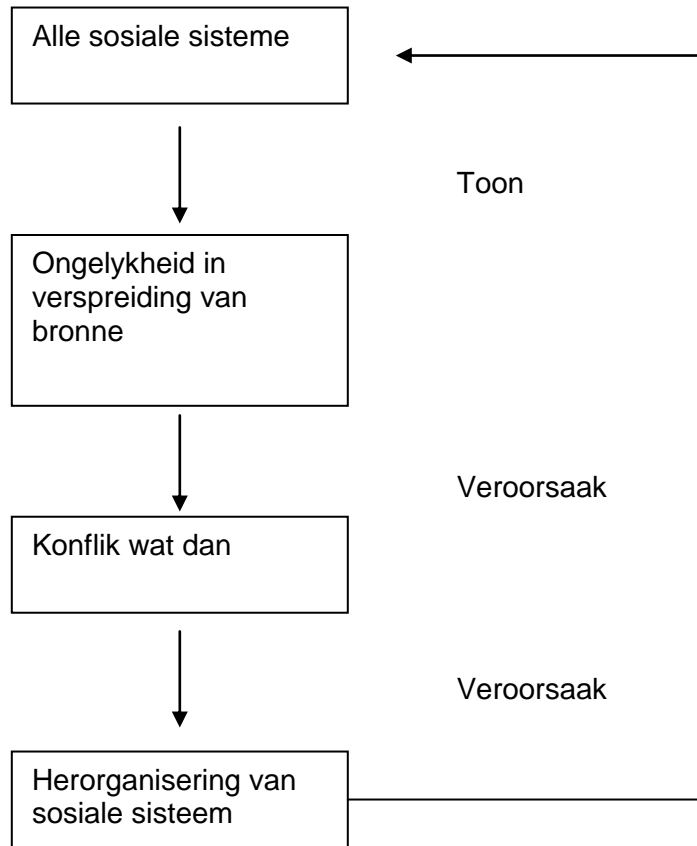 Alle sosiale sisteme
Toon
Ongelykheid in
verspreiding van
bronne
Veroorsaak
Konflik wat dan
Veroorsaak
Herorganisering van
sosiale sisteem